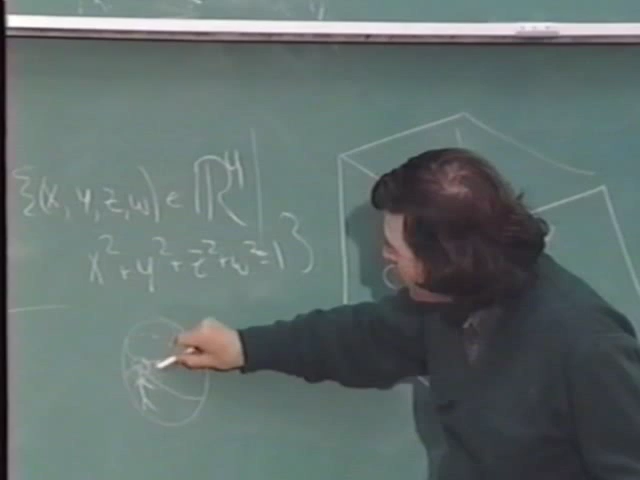 {(x, y, z, w) ∈ ℝ⁴ |
x² + y² + z² + w² = 1}